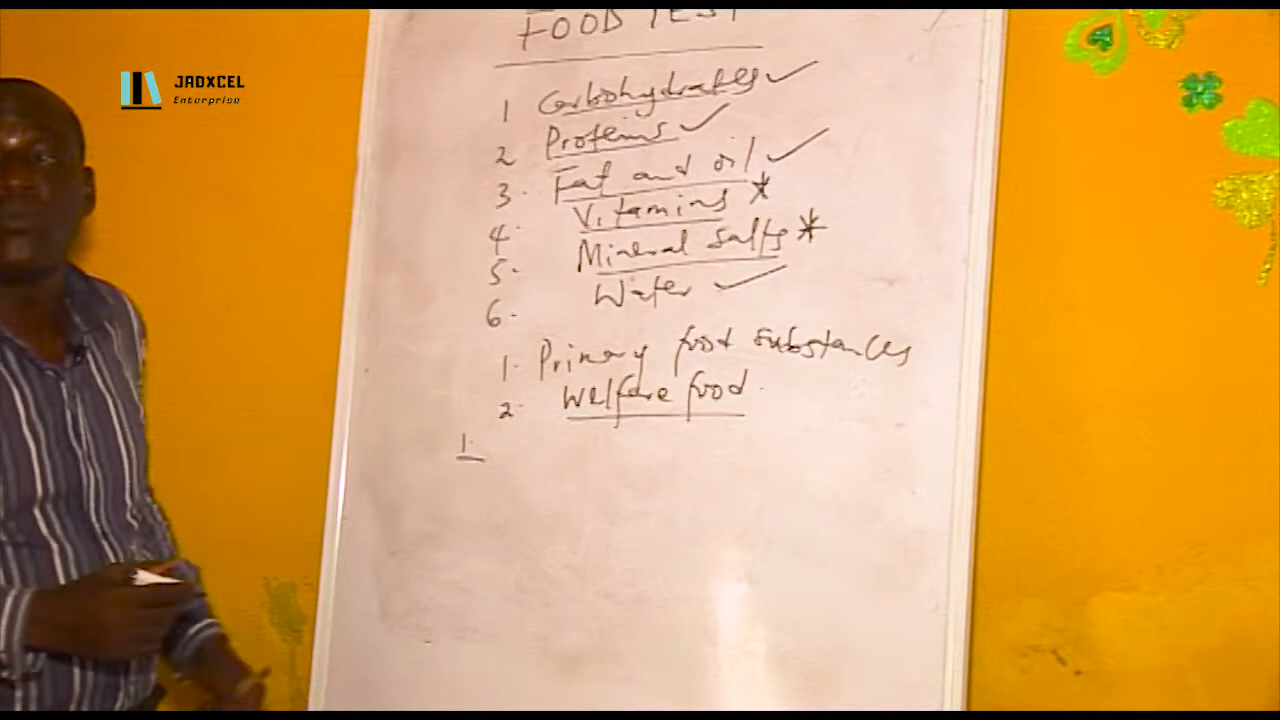 JADXCEL
Enterprise
FOOD TEST
1 Carbohydrates ✓
2 Proteins ✓
3. Fat and oil ✓
4. Vitamins *
5. Mineral salts *
6. Water ✓
1. Primary food substances
2. Welfare food.
1.